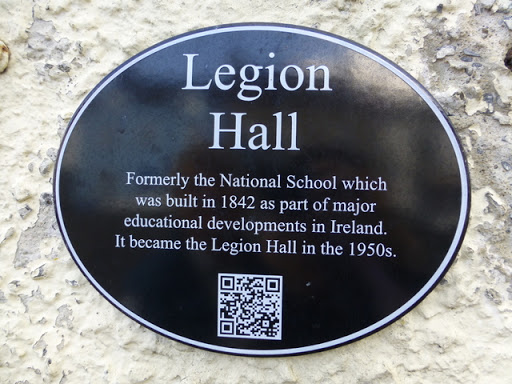 Legion
Hall
Formerly the National School which
was built in 1842 as part of major
educational developments in Ireland.
It became the Legion Hall in the 1950s.